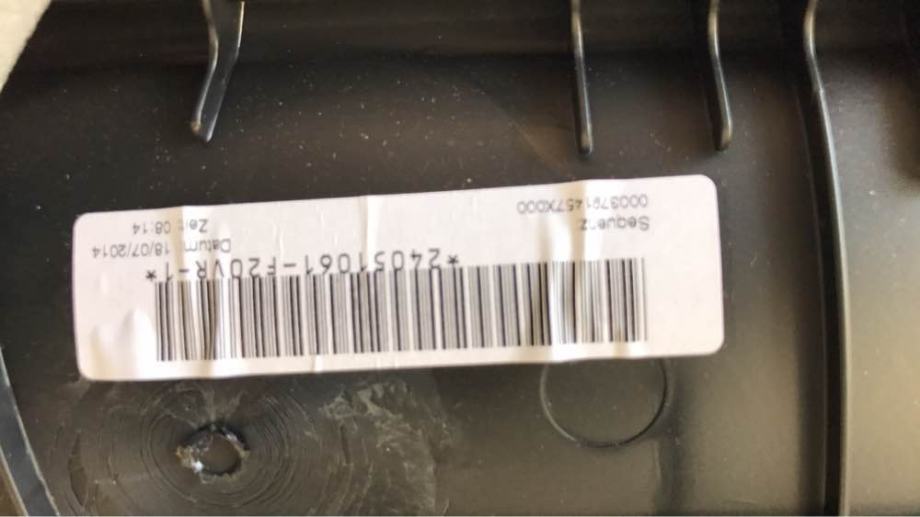 *24051061-F20VR-1*
Sequenz: Datum: 18/07/2014
0003791457X000 Zeit: 08:14